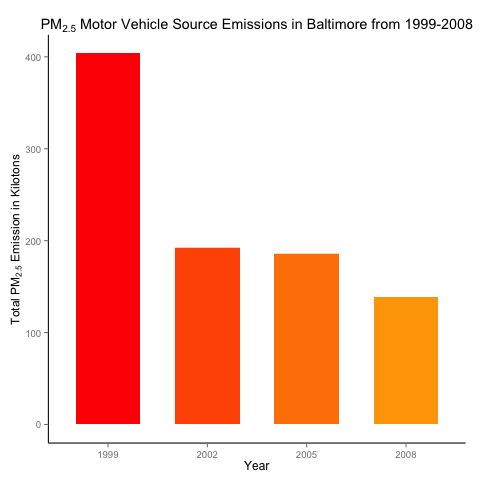 PM2.5 Motor Vehicle Source Emissions in Baltimore from 1999-2008
Total PM2.5 Emission in Kilotons
400
300
200
100
0
1999 2002 2005 2008
Year